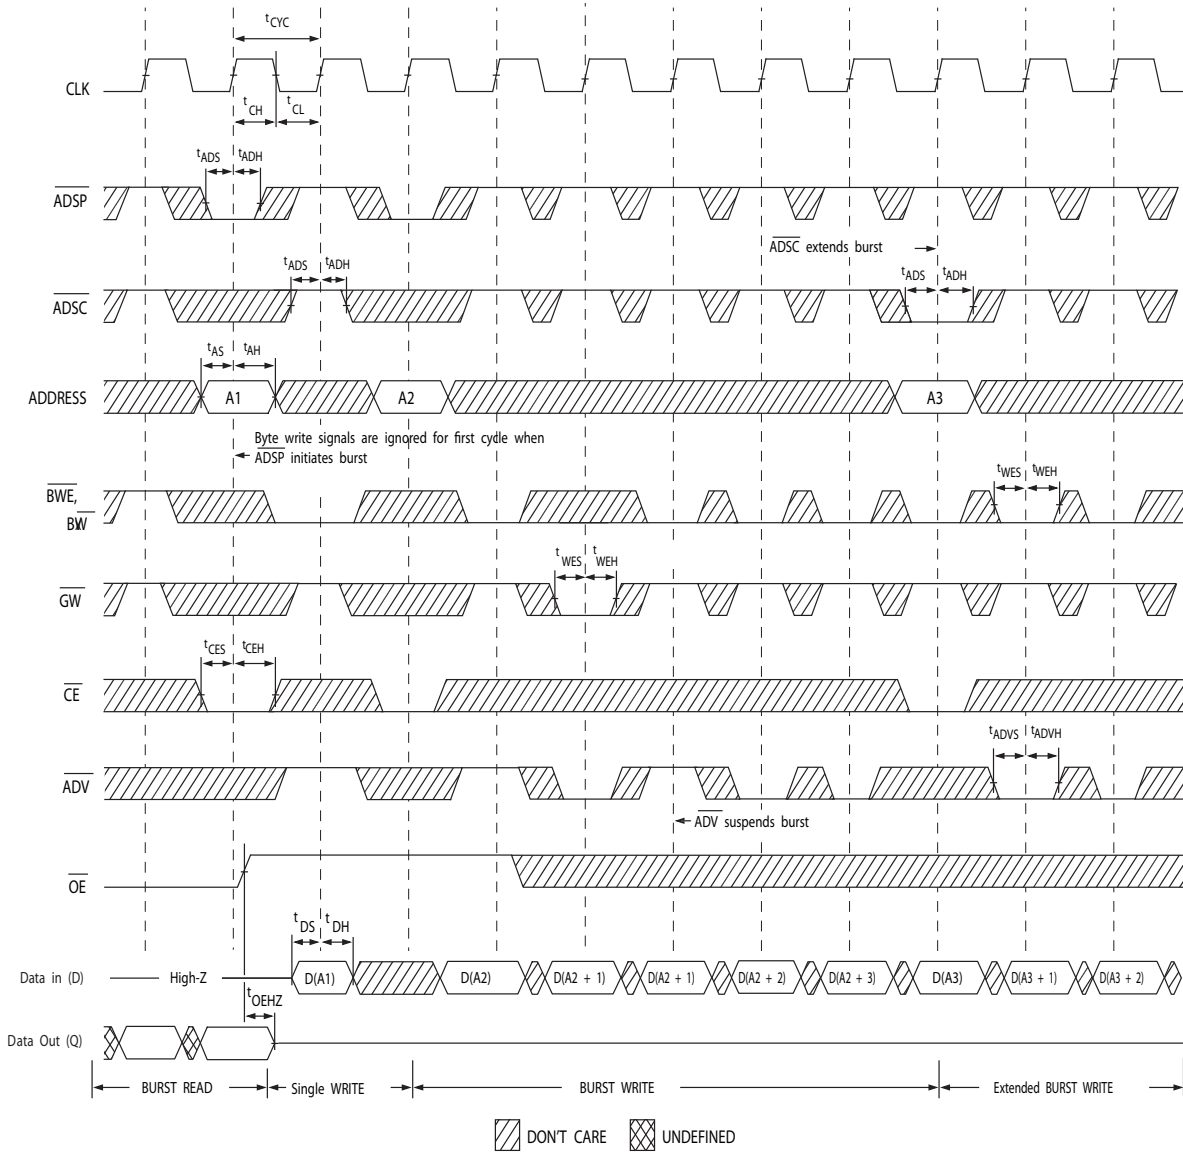 tCYC
CLK
tCH
tCL
tADS tADH
ADSP
ADSC extends burst
tADS tADH
tADS tADH
ADSC
tAS tAH
ADDRESS
A1
A2
A3
Byte write signals are ignored for first cycle when
ADSP initiates burst
tWES tWEH
BWE,
BW
tWES tWEH
GW
tCES tCEH
CE
tADVS tADVH
ADV
ADV suspends burst
OE
tDS tDH
Data in (D)
High-Z
D(A1)
D(A2)
D(A2 + 1)
D(A2 + 1)
D(A2 + 2)
D(A2 + 3)
D(A3)
D(A3 + 1)
D(A3 + 2)
tOEHZ
Data Out (Q)
BURST READ
Single WRITE
BURST WRITE
Extended BURST WRITE
DON'T CARE
UNDEFINED